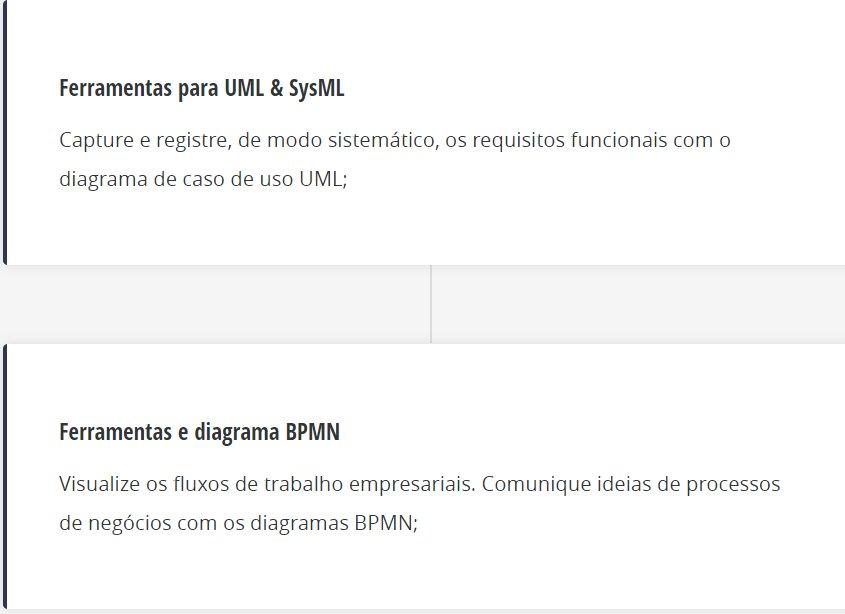 Ferramentas para UML & SysML
Capture e registre, de modo sistemático, os requisitos funcionais com o
diagrama de caso de uso UML;
Ferramentas e diagrama BPMN
Visualize os fluxos de trabalho empresariais. Comunique ideias de processos
de negócios com os diagramas BPMN;